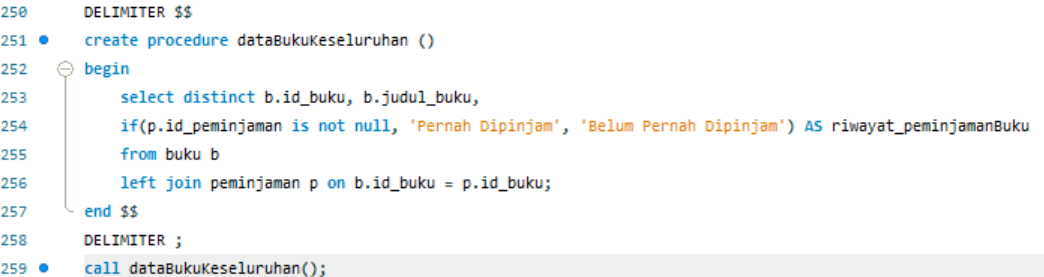 250 DELIMITER $$
251 create procedure dataBukuKeseluruhan ()
252 begin
253 select distinct b.id_buku, b.judul_buku,
254 if(p.id_peminjaman is not null, 'Pernah Dipinjam', 'Belum Pernah Dipinjam') AS riwayat_peminjamanBuku
255 from buku b
256 left join peminjaman p on b.id_buku = p.id_buku;
257 end $$
258 DELIMITER ;
259 call dataBukuKeseluruhan();